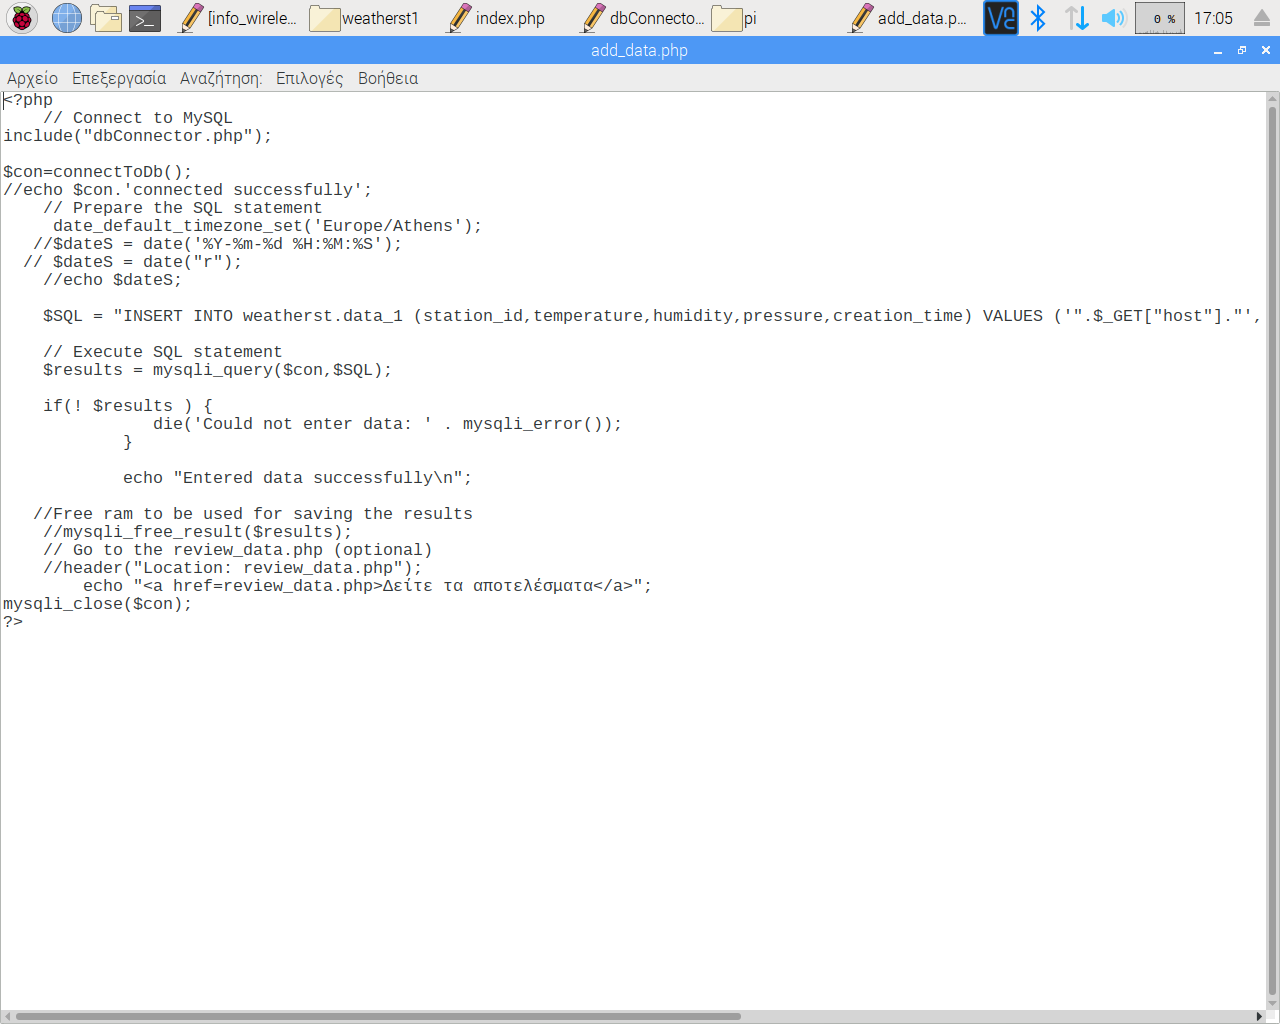 [info_wirele... weatherst1 index.php dbConnecto... pi add_data.p... 0 % 17:05
add_data.php
Αρχείο Επεξεργασία Αναζήτηση: Επιλογές Βοήθεια
<?php
    // Connect to MySQL
include("dbConnector.php");
$con=connectToDb();
//echo $con.'connected successfully';
    // Prepare the SQL statement
     date_default_timezone_set('Europe/Athens');
   //$dateS = date('%Y-%m-%d %H:%M:%S');
  // $dateS = date("r");
    //echo $dateS;
    $SQL = "INSERT INTO weatherst.data_1 (station_id,temperature,humidity,pressure,creation_time) VALUES ('".$_GET["host"]."',
    // Execute SQL statement
    $results = mysqli_query($con,$SQL);
    if(! $results ) {
               die('Could not enter data: ' . mysqli_error());
            }
            echo "Entered data successfully\n";
   //Free ram to be used for saving the results
    //mysqli_free_result($results);
    // Go to the review_data.php (optional)
    //header("Location: review_data.php");
        echo "<a href=review_data.php>Δείτε τα αποτελέσματα</a>";
mysqli_close($con);
?>